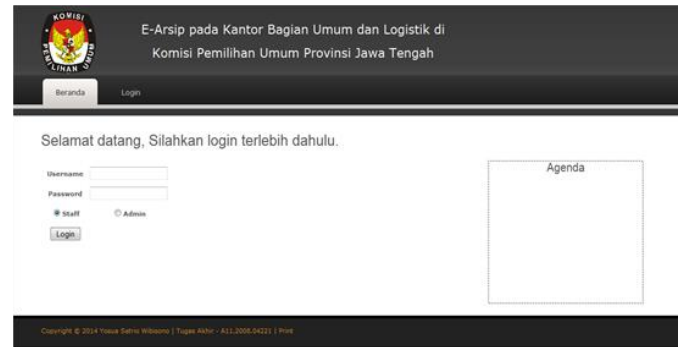 KOMISI
PEMILIHAN UMUM
E-Arsip pada Kantor Bagian Umum dan Logistik di
Komisi Pemilihan Umum Provinsi Jawa Tengah
Beranda
Login
Selamat datang, Silahkan login terlebih dahulu.
Agenda
Username
Password
Staff
Admin
Login
Copyright © 2014 Yosua Setrio Wibisono | Tugas Akhir - A11.2008.04221 | Print